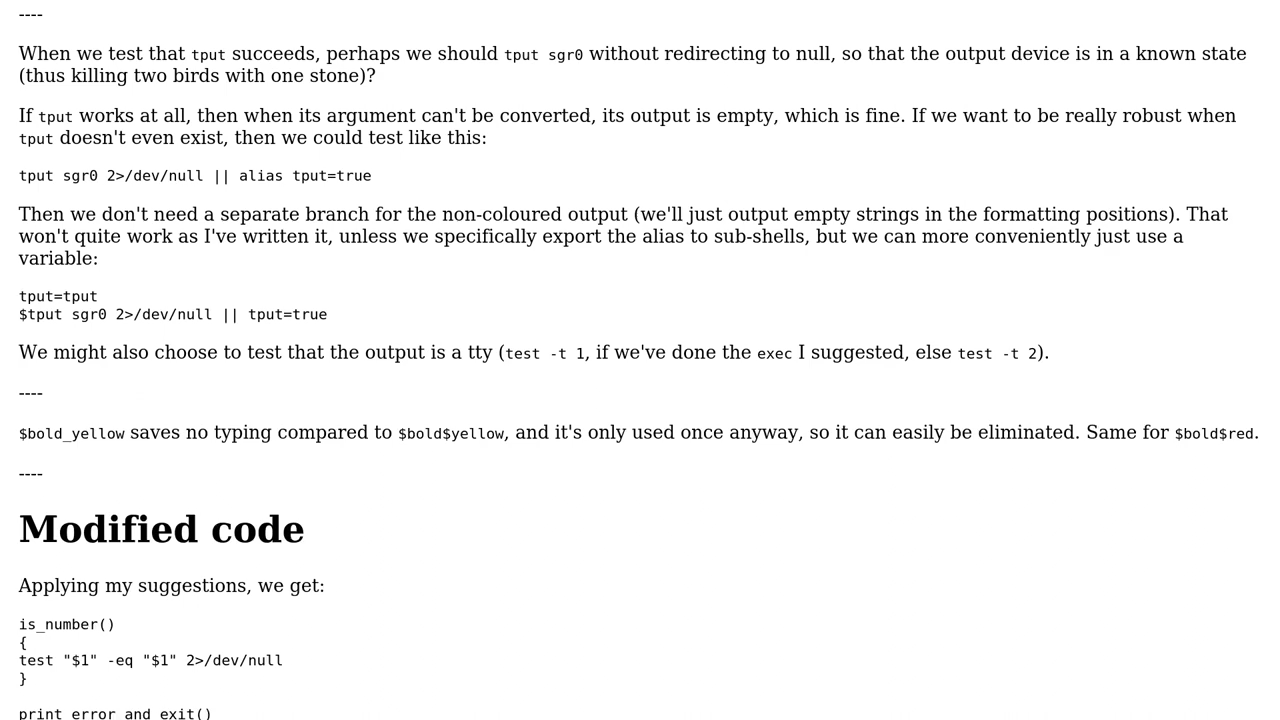 ----
When we test that tput succeeds, perhaps we should tput sgr0 without redirecting to null, so that the output device is in a known state
(thus killing two birds with one stone)?
If tput works at all, then when its argument can't be converted, its output is empty, which is fine. If we want to be really robust when
tput doesn't even exist, then we could test like this:
tput sgr0 2>/dev/null || alias tput=true
Then we don't need a separate branch for the non-coloured output (we'll just output empty strings in the formatting positions). That
won't quite work as I've written it, unless we specifically export the alias to sub-shells, but we can more conveniently just use a
variable:
tput=tput
$tput sgr0 2>/dev/null || tput=true
We might also choose to test that the output is a tty (test -t 1, if we've done the exec I suggested, else test -t 2).
----
$bold_yellow saves no typing compared to $bold$yellow, and it's only used once anyway, so it can easily be eliminated. Same for $bold$red.
----
Modified code
Applying my suggestions, we get:
is_number()
{
test "$1" -eq "$1" 2>/dev/null
}
print_error_and_exit()